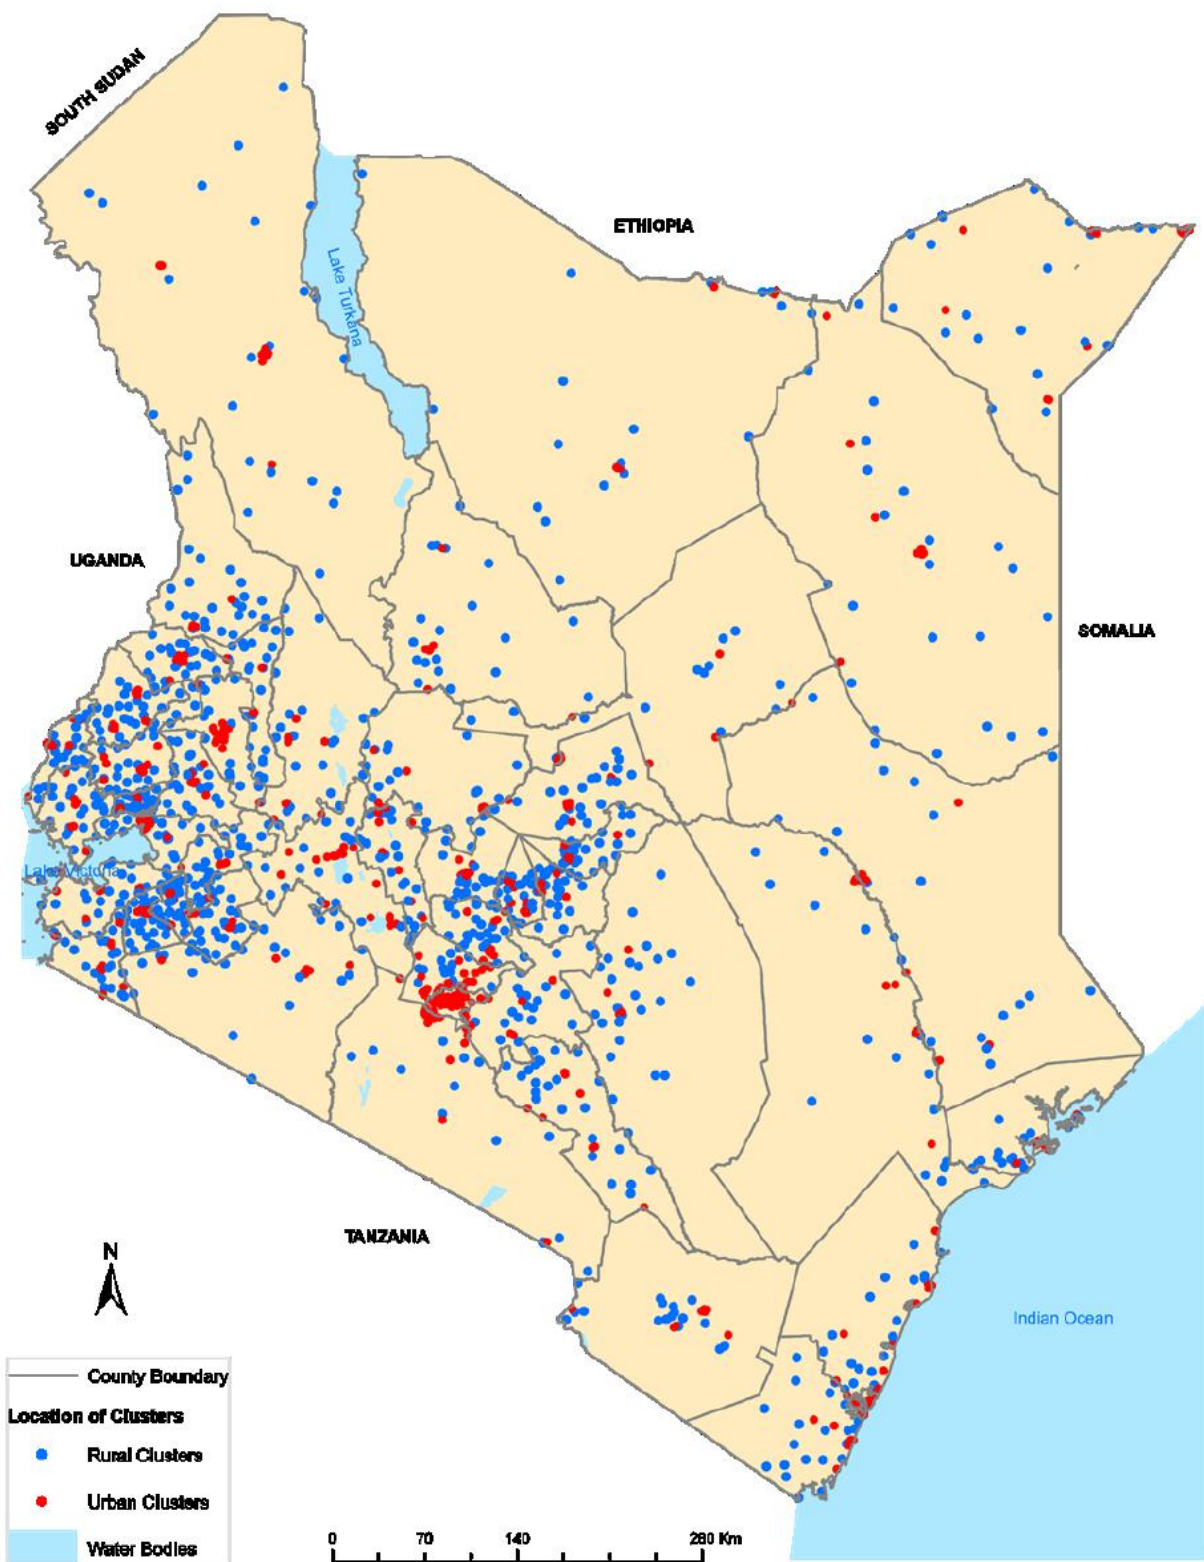 SOUTH SUDAN
ETHIOPIA
Lake Turkana
UGANDA
SOMALIA
Lake Victoria
TANZANIA
N
Indian Ocean
County Boundary
Location of Clusters
Rural Clusters
Urban Clusters
Water Bodies
0 70 140 280 Km